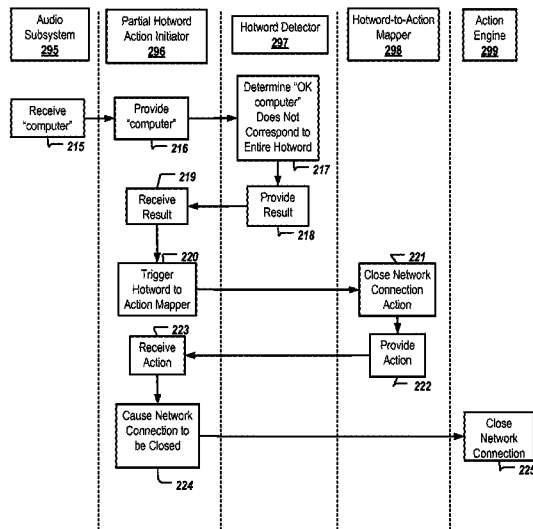 Audio
Subsystem
295
Partial Hotword
Action Initiator
296
Hotword Detector
297
Hotword-to-Action
Mapper
298
Action
Engine
299
Receive
"computer"
215
Provide
"computer"
216
Determine "OK
computer"
Does Not
Correspond to
Entire Hotword
217
219
Receive
Result
Provide
Result
218
220
Trigger
Hotword to
Action Mapper
221
Close Network
Connection
Action
223
Receive
Action
Provide
Action
222
Cause Network
Connection to
be Closed
224
Close
Network
Connection
225